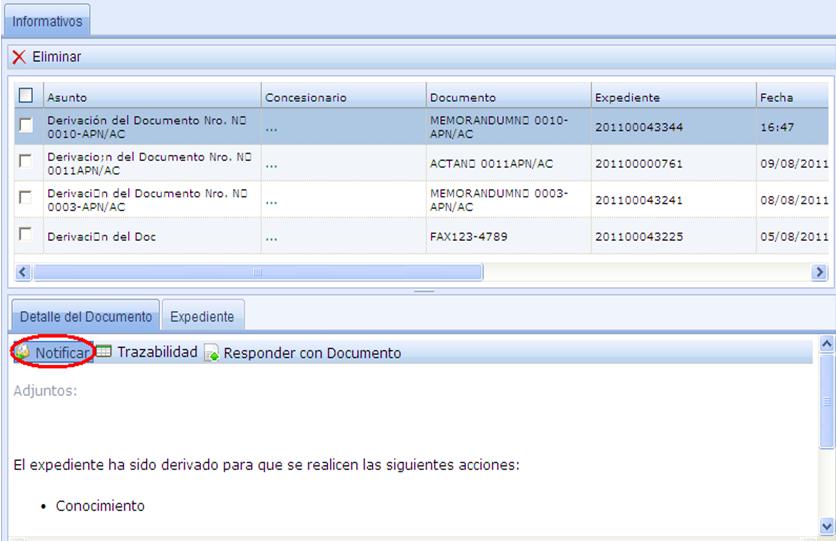 Informativos
Eliminar
Asunto Concesionario Documento Expediente Fecha
Derivación del Documento Nro. N□ MEMORANDUMN□ 0010-
0010-APN/AC ... APN/AC 201100043344 16:47
Derivacio;n del Documento Nro. N□
0011APN/AC ... ACTAN□ 0011APN/AC 201100000761 09/08/2011
Derivaci□n del Documento Nro. N□ MEMORANDUMN□ 0003-
0003-APN/AC ... APN/AC 201100043241 08/08/2011
Derivaci□n del Doc ... FAX123-4789 201100043225 05/08/2011
Detalle del Documento Expediente
Notificar Trazabilidad Responder con Documento
Adjuntos:
El expediente ha sido derivado para que se realicen las siguientes acciones:
• Conocimiento